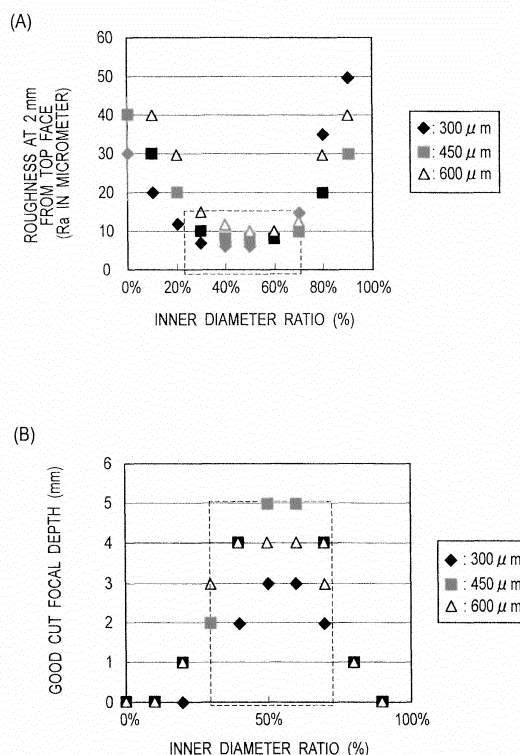 (A)
ROUGHNESS AT 2 mm
FROM TOP FACE
(Ra IN MICROMETER)
60
50
40
30
20
10
0
0% 20% 40% 60% 80% 100%
INNER DIAMETER RATIO (%)
◆: 300 μm
■: 450 μm
△: 600 μm
(B)
GOOD CUT FOCAL DEPTH (mm)
6
5
4
3
2
1
0
0% 50% 100%
INNER DIAMETER RATIO (%)
◆: 300 μm
■: 450 μm
△: 600 μm